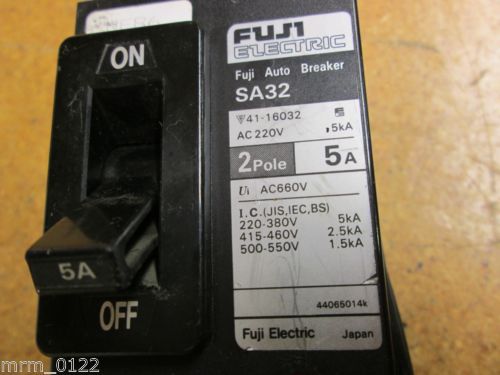 ON
5A
OFF
FUJI
ELECTRIC
Fuji Auto Breaker
SA32
41-16032
AC 220V ,5kA
2Pole 5A
Ui AC660V
I.C.(JIS,IEC,BS)
220-380V 5kA
415-460V 2.5kA
500-550V 1.5kA
44065014k
Fuji Electric Japan
mrm_0122